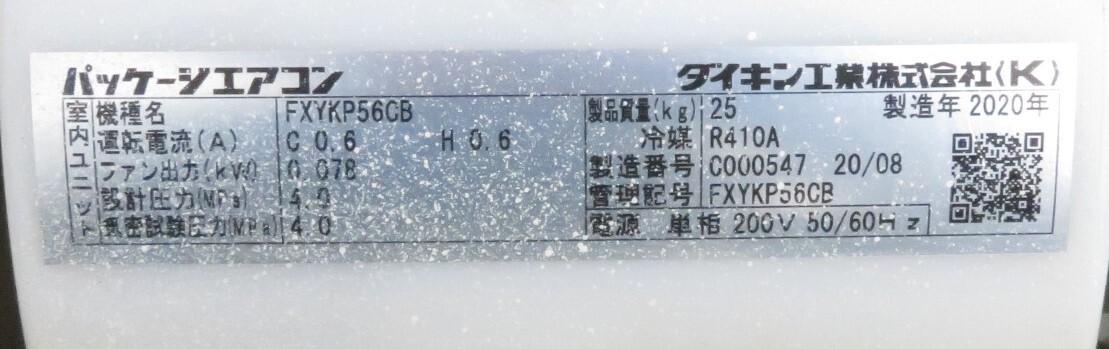 パッケージエアコン
ダイキン工業株式会社〈K〉
室内ユニット
機種名 FXYKP56CB
運転電流(A) C 0.6 H 0.6
ファン出力(kW) 0.078
設計圧力(MPa) 4.0
気密試験圧力(MPa) 4.0
製品質量(kg) 25 製造年 2020年
冷媒 R410A
製造番号 C000547 20/08
管理記号 FXYKP56CB
電源 単相 200V 50/60Hz